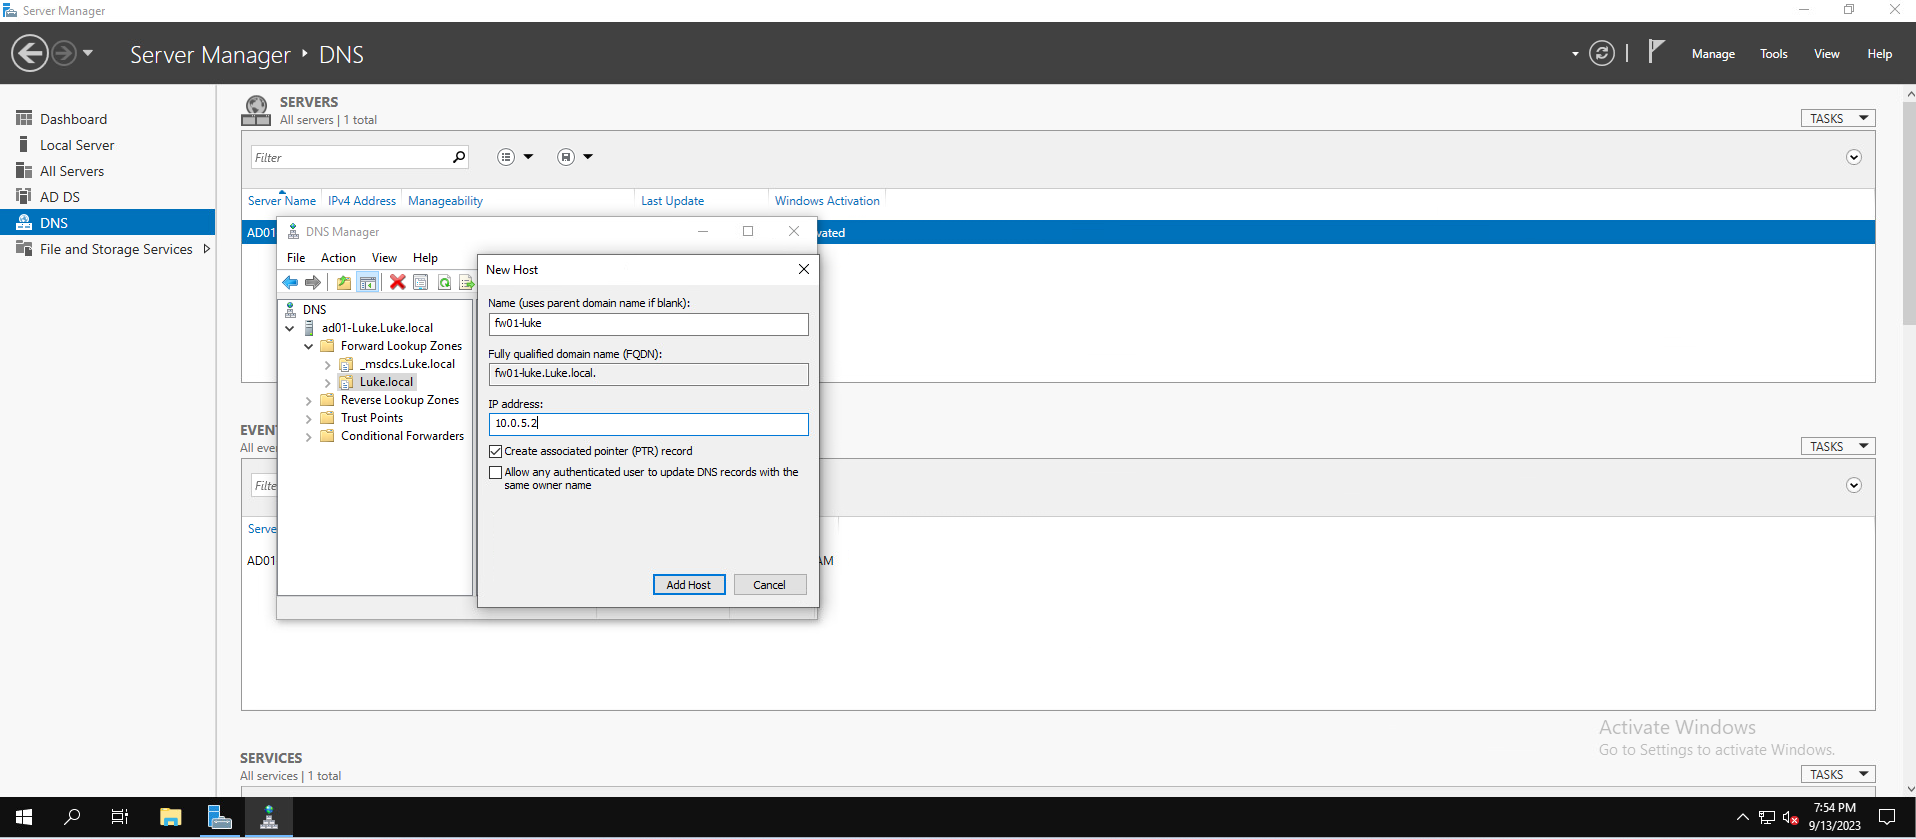 Server Manager
Server Manager ‣ DNS
Manage Tools View Help
Dashboard
Local Server
All Servers
AD DS
DNS
File and Storage Services
SERVERS
All servers | 1 total
TASKS
Filter
Server Name IPv4 Address Manageability Last Update Windows Activation
AD01 vated
DNS Manager
File Action View Help
DNS
ad01-Luke.Luke.local
Forward Lookup Zones
_msdcs.Luke.local
Luke.local
Reverse Lookup Zones
Trust Points
Conditional Forwarders
New Host
Name (uses parent domain name if blank):
fw01-luke
Fully qualified domain name (FQDN):
fw01-luke.Luke.local.
IP address:
10.0.5.2
Create associated pointer (PTR) record
Allow any authenticated user to update DNS records with the
same owner name
Add Host Cancel
EVEN
All eve
TASKS
Filte
Serve
AD01 AM
SERVICES
All services | 1 total
TASKS
Activate Windows
Go to Settings to activate Windows.
7:54 PM
9/13/2023